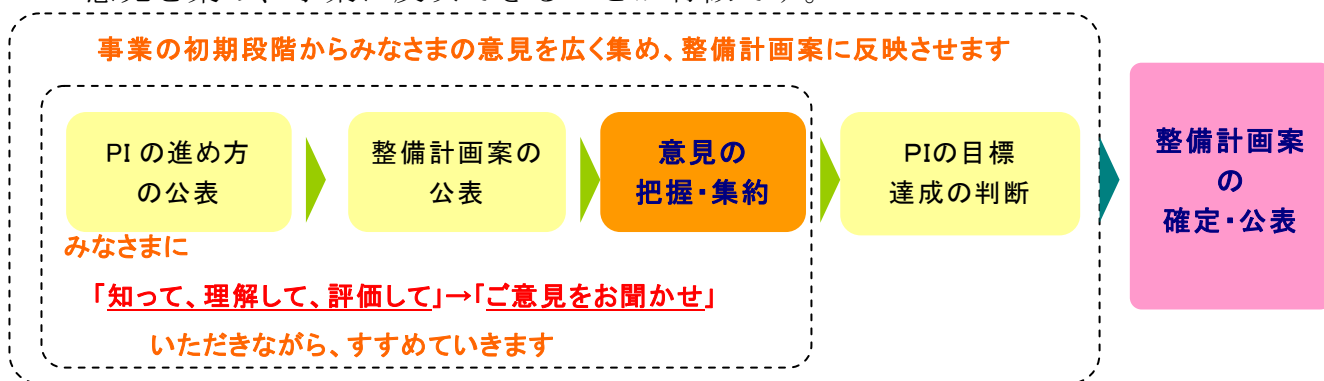 事業の初期段階からみなさまの意見を広く集め、整備計画案に反映させます
PI の進め方
の公表
整備計画案の
公表
意見の
把握・集約
PIの目標
達成の判断
整備計画案
の
確定・公表
みなさまに
「知って、理解して、評価して」→「ご意見をお聞かせ」
いただきながら、すすめていきます